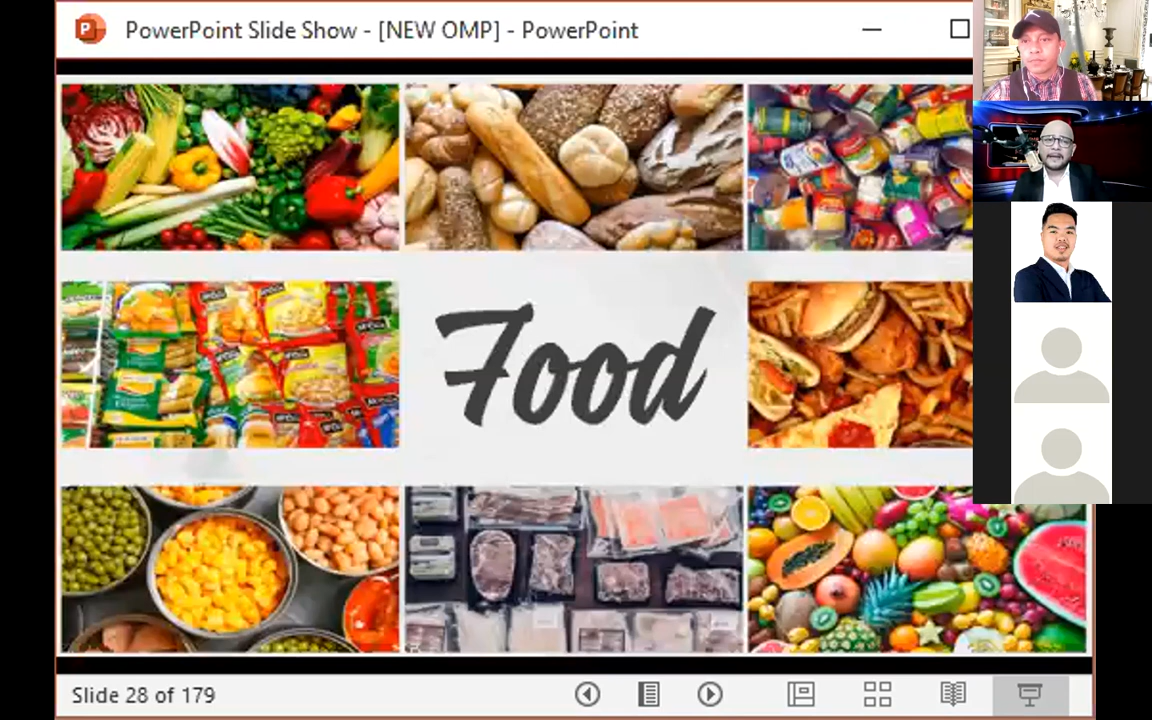 PowerPoint Slide Show - [NEW OMP] - PowerPoint
Food
Slide 28 of 179